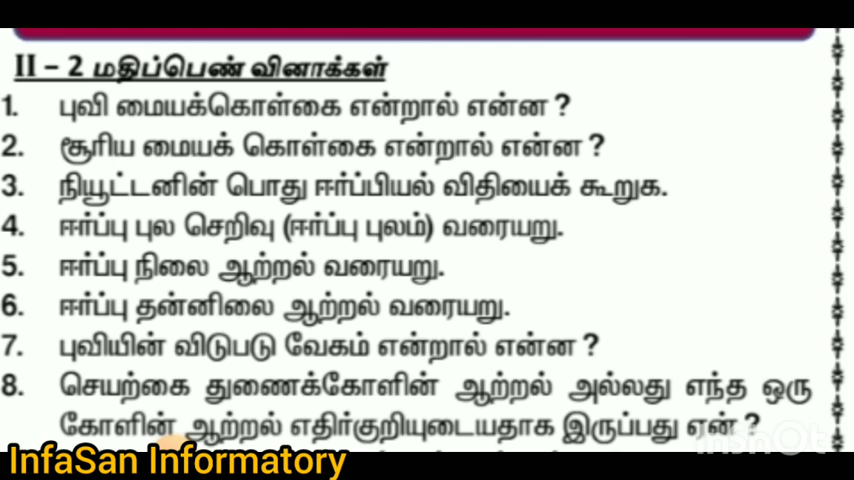 II – 2 மதிப்பெண் வினாக்கள்
1. புவி மையக்கொள்கை என்றால் என்ன ?
2. சூரிய மையக் கொள்கை என்றால் என்ன ?
3. நியூட்டனின் பொது ஈர்ப்பியல் விதியைக் கூறுக.
4. ஈர்ப்பு புல செறிவு (ஈர்ப்பு புலம்) வரையறு.
5. ஈர்ப்பு நிலை ஆற்றல் வரையறு.
6. ஈர்ப்பு தன்னிலை ஆற்றல் வரையறு.
7. புவியின் விடுபடு வேகம் என்றால் என்ன ?
8. செயற்கை துணைக்கோளின் ஆற்றல் அல்லது எந்த ஒரு
கோளின் ஆற்றல் எதிர்குறியுடையதாக இருப்பது ஏன் ?
InfaSan Informatory